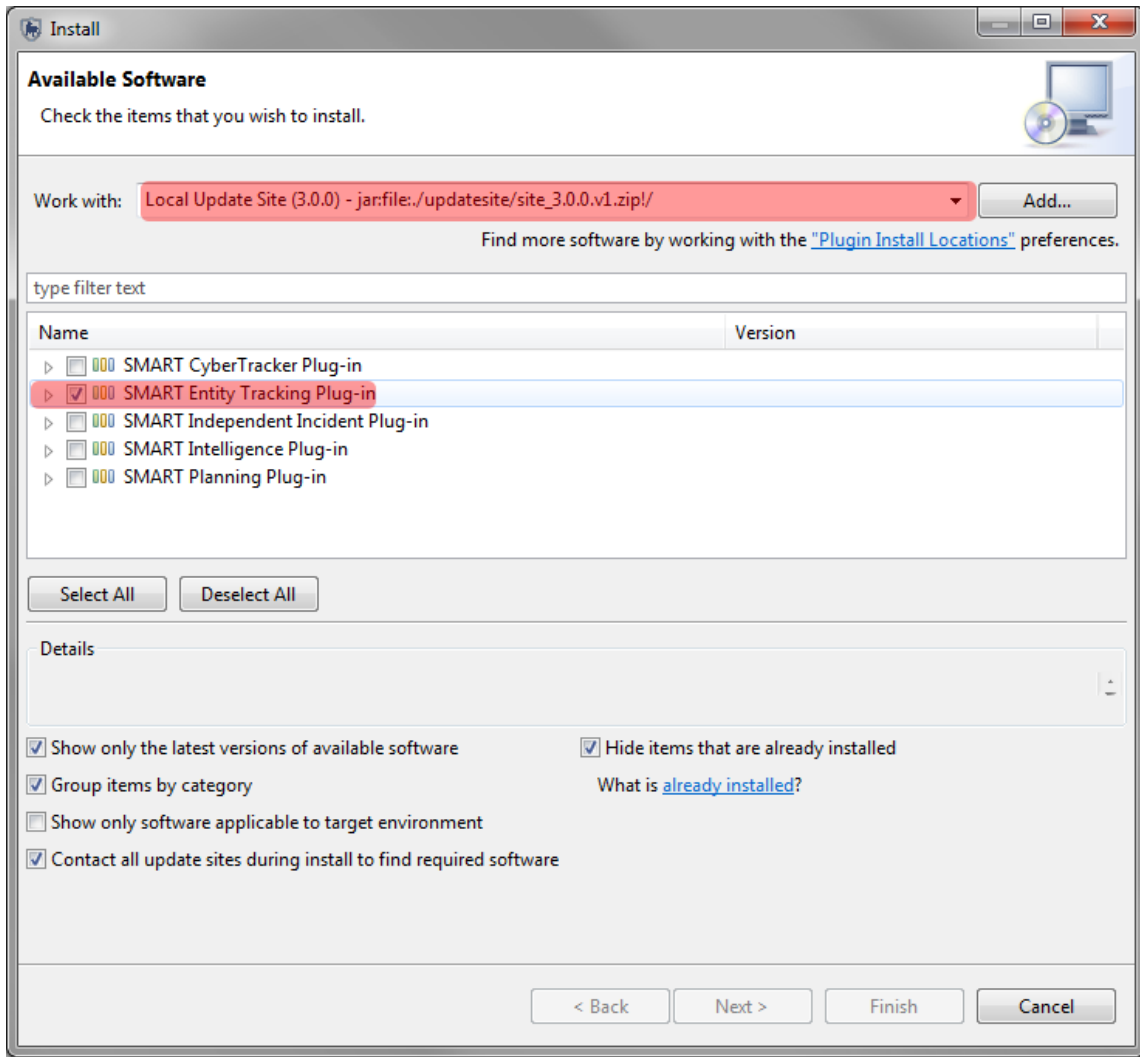 Install
Available Software
Check the items that you wish to install.
Work with: Local Update Site (3.0.0) - jar:file:./updatesite/site_3.0.0.v1.zip!/ Add...
Find more software by working with the "Plugin Install Locations" preferences.
type filter text
Name Version
SMART CyberTracker Plug-in
SMART Entity Tracking Plug-in
SMART Independent Incident Plug-in
SMART Intelligence Plug-in
SMART Planning Plug-in
Select All Deselect All
Details
Show only the latest versions of available software Hide items that are already installed
Group items by category What is already installed?
Show only software applicable to target environment
Contact all update sites during install to find required software
< Back Next > Finish Cancel